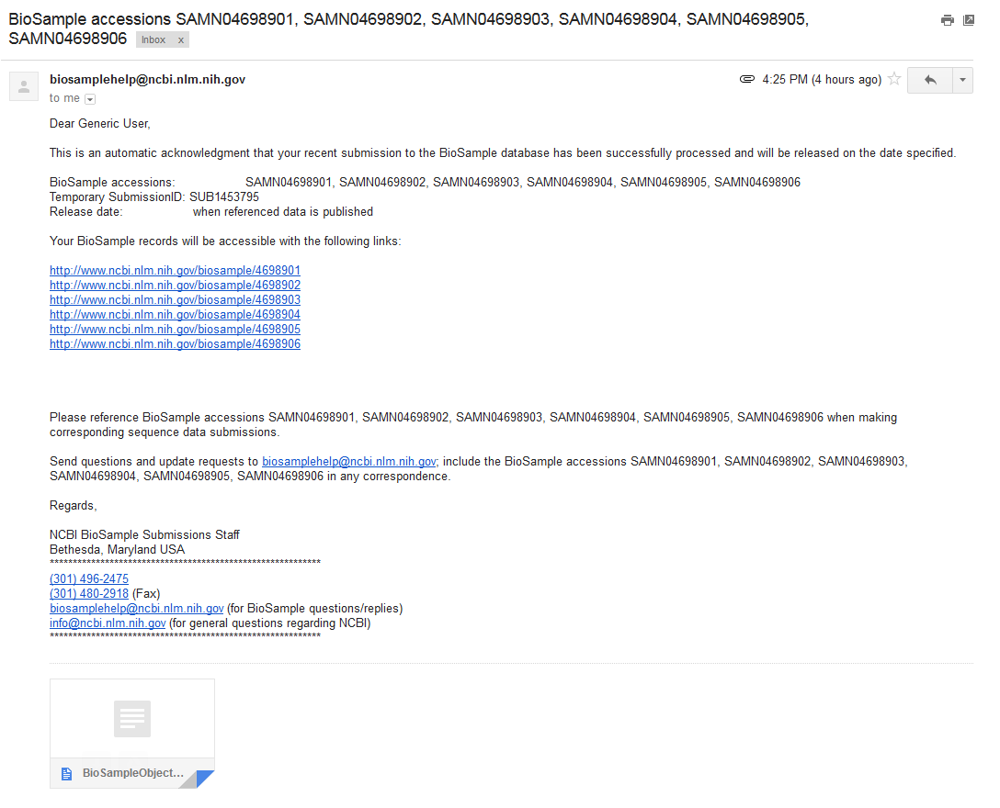 BioSample accessions SAMN04698901, SAMN04698902, SAMN04698903, SAMN04698904, SAMN04698905,
SAMN04698906 Inbox x
biosamplehelp@ncbi.nlm.nih.gov 4:25 PM (4 hours ago)
to me
Dear Generic User,
This is an automatic acknowledgment that your recent submission to the BioSample database has been successfully processed and will be released on the date specified.
BioSample accessions: SAMN04698901, SAMN04698902, SAMN04698903, SAMN04698904, SAMN04698905, SAMN04698906
Temporary SubmissionID: SUB1453795
Release date: when referenced data is published
Your BioSample records will be accessible with the following links:
http://www.ncbi.nlm.nih.gov/biosample/4698901
http://www.ncbi.nlm.nih.gov/biosample/4698902
http://www.ncbi.nlm.nih.gov/biosample/4698903
http://www.ncbi.nlm.nih.gov/biosample/4698904
http://www.ncbi.nlm.nih.gov/biosample/4698905
http://www.ncbi.nlm.nih.gov/biosample/4698906
Please reference BioSample accessions SAMN04698901, SAMN04698902, SAMN04698903, SAMN04698904, SAMN04698905, SAMN04698906 when making
corresponding sequence data submissions.
Send questions and update requests to biosamplehelp@ncbi.nlm.nih.gov; include the BioSample accessions SAMN04698901, SAMN04698902, SAMN04698903,
SAMN04698904, SAMN04698905, SAMN04698906 in any correspondence.
Regards,
NCBI BioSample Submissions Staff
Bethesda, Maryland USA
***********************************************************
(301) 496-2475
(301) 480-2918 (Fax)
biosamplehelp@ncbi.nlm.nih.gov (for BioSample questions/replies)
info@ncbi.nlm.nih.gov (for general questions regarding NCBI)
***********************************************************
BioSampleObject...